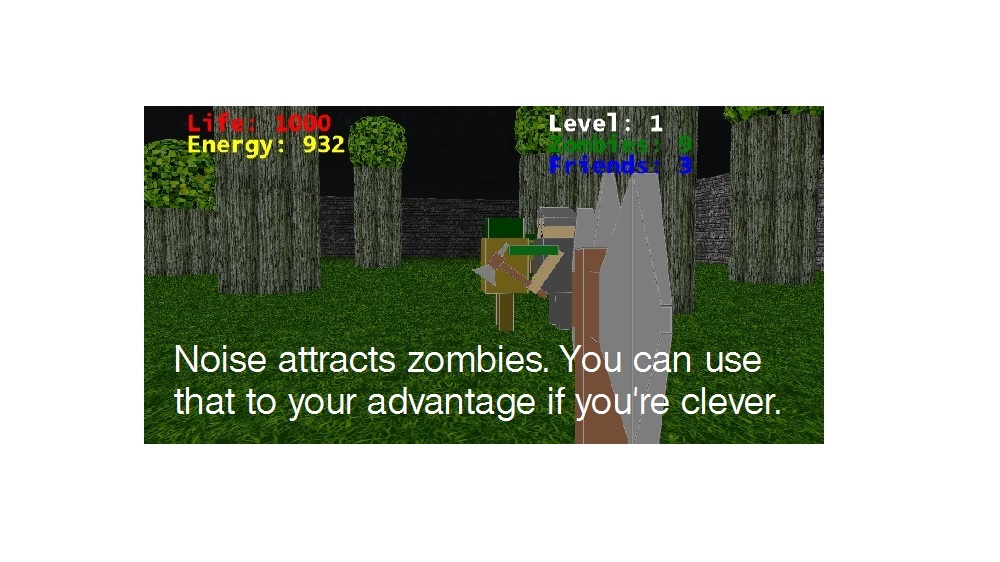 Life: 1000
Energy: 932
Level: 1
Zombies: 9
Friends: 3
Noise attracts zombies. You can use
that to your advantage if you're clever.